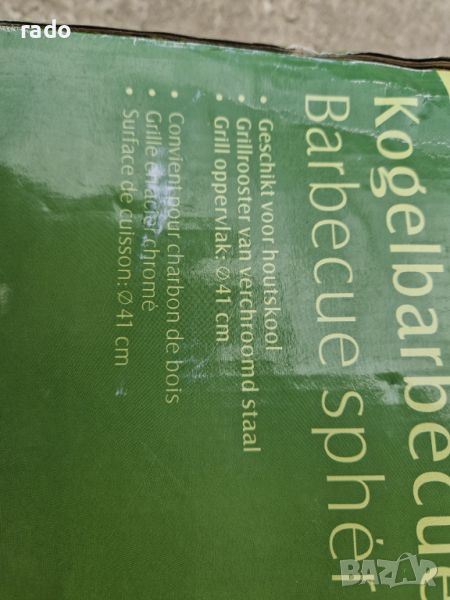 rado
Kogelbarbecue
Barbecue sphér
• Geschikt voor houtskool
• Grillrooster van verchroomd staal
• Grill oppervlak: Ø 41 cm
• Convient pour charbon de bois
• Grille en acier chromé
• Surface de cuisson: Ø 41 cm
BAZAR